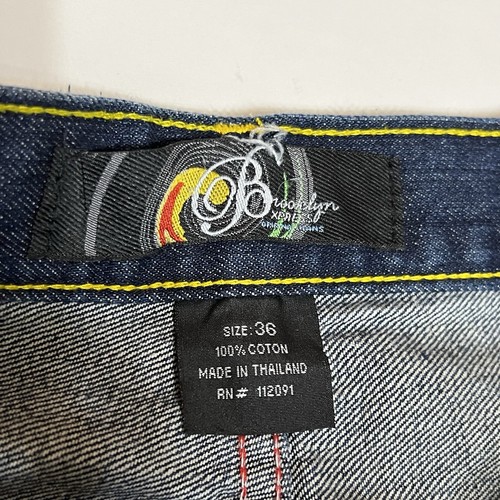 Brooklyn
XPRESS
SIZE: 36
100% COTON
MADE IN THAILAND
RN# 112091